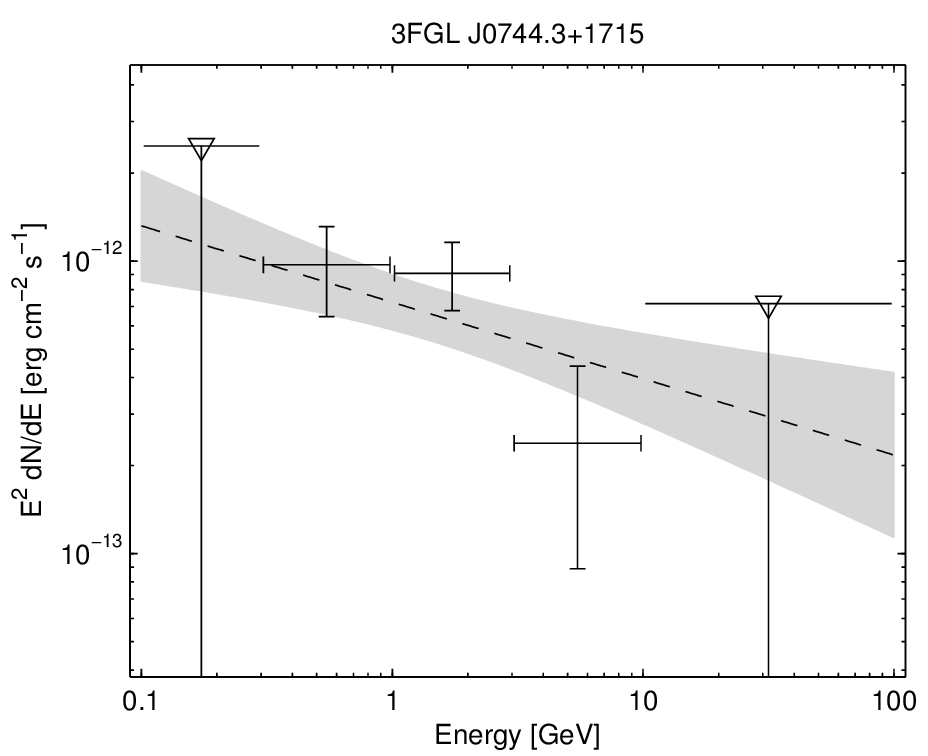 3FGL J0744.3+1715
E² dN/dE [erg cm⁻² s⁻¹]
10⁻¹²
10⁻¹³
0.1 1 10 100
Energy [GeV]